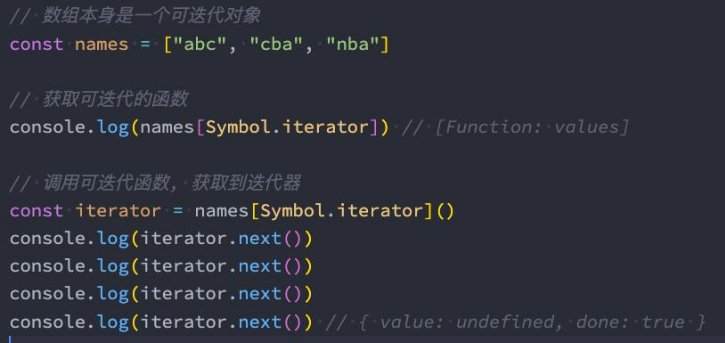 // 数组本身是一个可迭代对象
const names = ["abc", "cba", "nba"]
// 获取可迭代的函数
console.log(names[Symbol.iterator]) // [Function: values]
// 调用可迭代函数, 获取到迭代器
const iterator = names[Symbol.iterator]()
console.log(iterator.next())
console.log(iterator.next())
console.log(iterator.next())
console.log(iterator.next()) // { value: undefined, done: true }